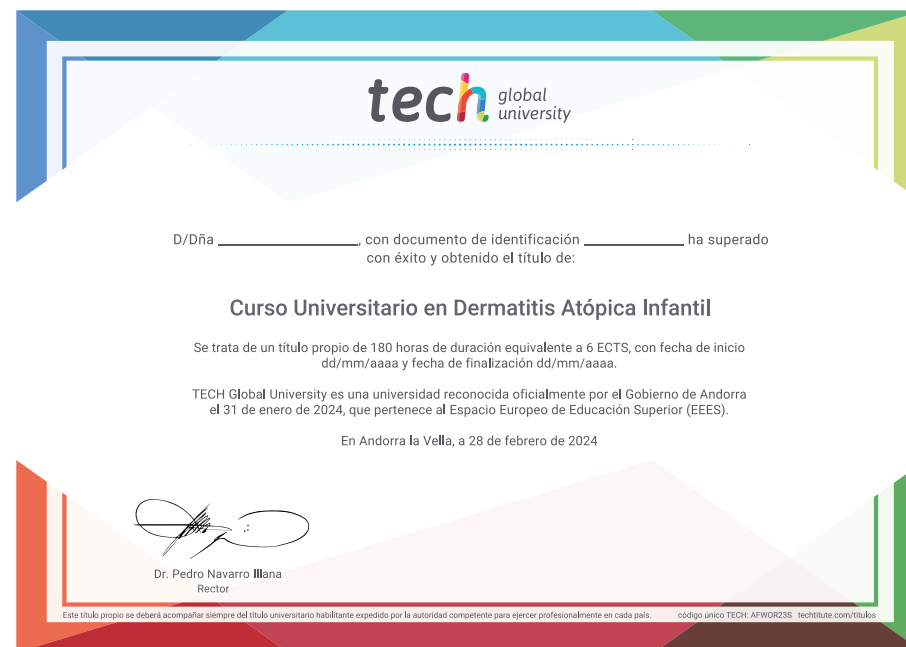 tech global university
D/Dña ____________________, con documento de identificación ______________ ha superado
con éxito y obtenido el título de:
Curso Universitario en Dermatitis Atópica Infantil
Se trata de un título propio de 180 horas de duración equivalente a 6 ECTS, con fecha de inicio
dd/mm/aaaa y fecha de finalización dd/mm/aaaa.
TECH Global University es una universidad reconocida oficialmente por el Gobierno de Andorra
el 31 de enero de 2024, que pertenece al Espacio Europeo de Educación Superior (EEES).
En Andorra la Vella, a 28 de febrero de 2024
Dr. Pedro Navarro Illana
Rector
Este título propio se deberá acompañar siempre del título universitario habilitante expedido por la autoridad competente para ejercer profesionalmente en cada país. código único TECH: AFWOR23S techtitute.com/titulos